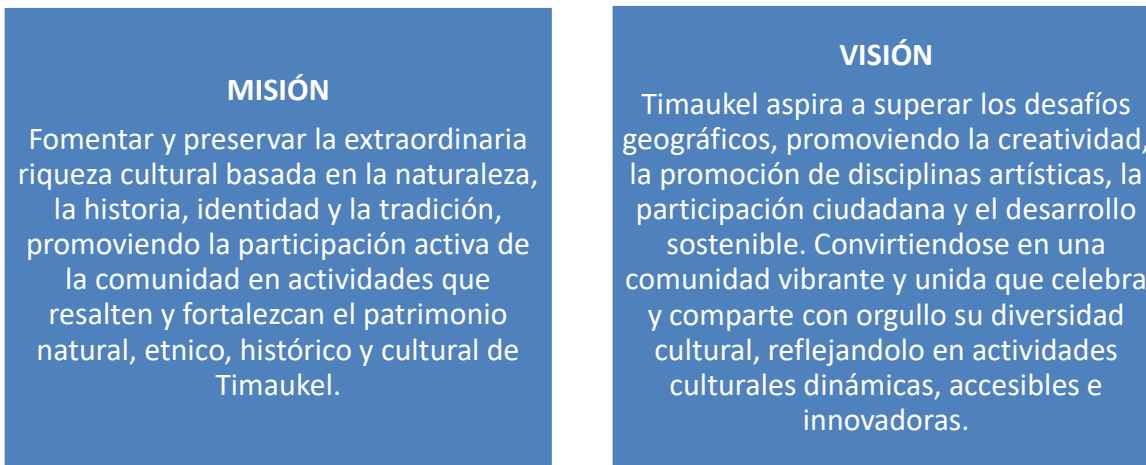 MISIÓN
Fomentar y preservar la extraordinaria
riqueza cultural basada en la naturaleza,
la historia, identidad y la tradición,
promoviendo la participación activa de
la comunidad en actividades que
resalten y fortalezcan el patrimonio
natural, etnico, histórico y cultural de
Timaukel.
VISIÓN
Timaukel aspira a superar los desafíos
geográficos, promoviendo la creatividad,
la promoción de disciplinas artísticas, la
participación ciudadana y el desarrollo
sostenible. Convirtiendose en una
comunidad vibrante y unida que celebra
y comparte con orgullo su diversidad
cultural, reflejandolo en actividades
culturales dinámicas, accesibles e
innovadoras.